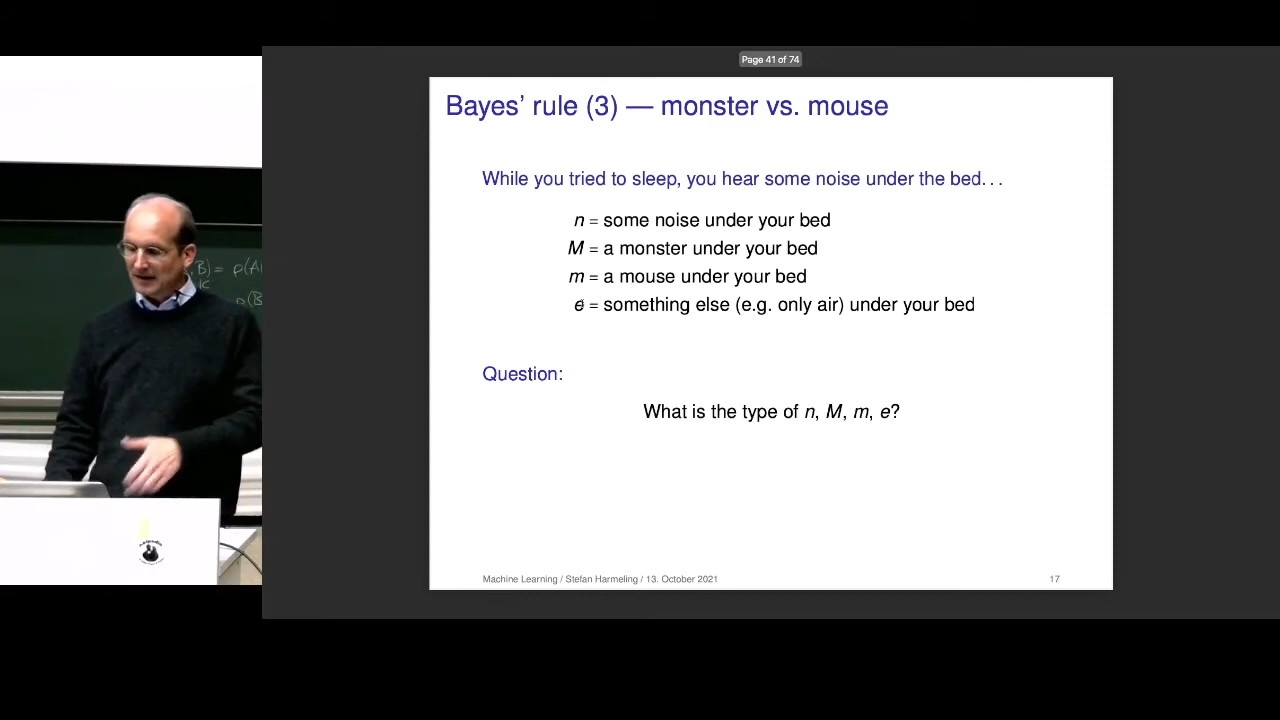 Page 41 of 74
Bayes' rule (3) — monster vs. mouse
While you tried to sleep, you hear some noise under the bed...
n = some noise under your bed
M = a monster under your bed
m = a mouse under your bed
e = something else (e.g. only air) under your bed
Question:
What is the type of n, M, m, e?
Machine Learning / Stefan Harmeling / 13. October 2021
17
B) = p(A
p(B